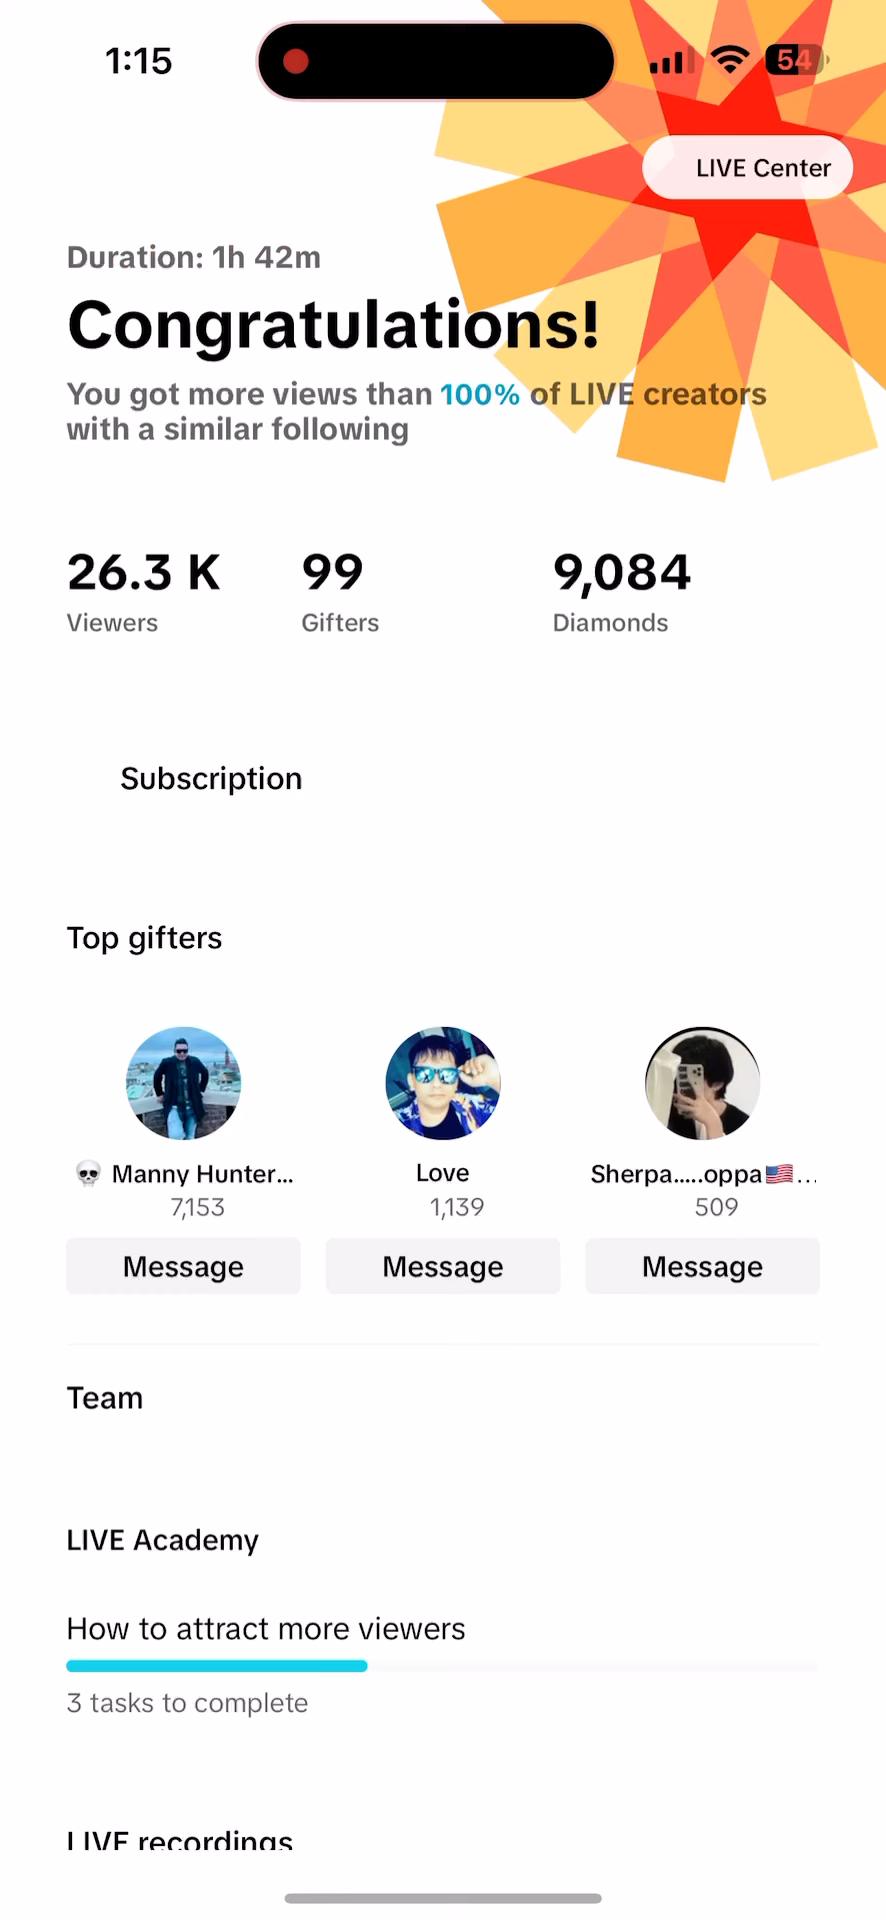 1:15
54
LIVE Center
Duration: 1h 42m
Congratulations!
You got more views than 100% of LIVE creators
with a similar following
26.3 K 99 9,084
Viewers Gifters Diamonds
Subscription
Top gifters
💀 Manny Hunter... Love Sherpa.....oppa🇺🇸...
7,153 1,139 509
Message Message Message
Team
LIVE Academy
How to attract more viewers
3 tasks to complete
LIVE recordings